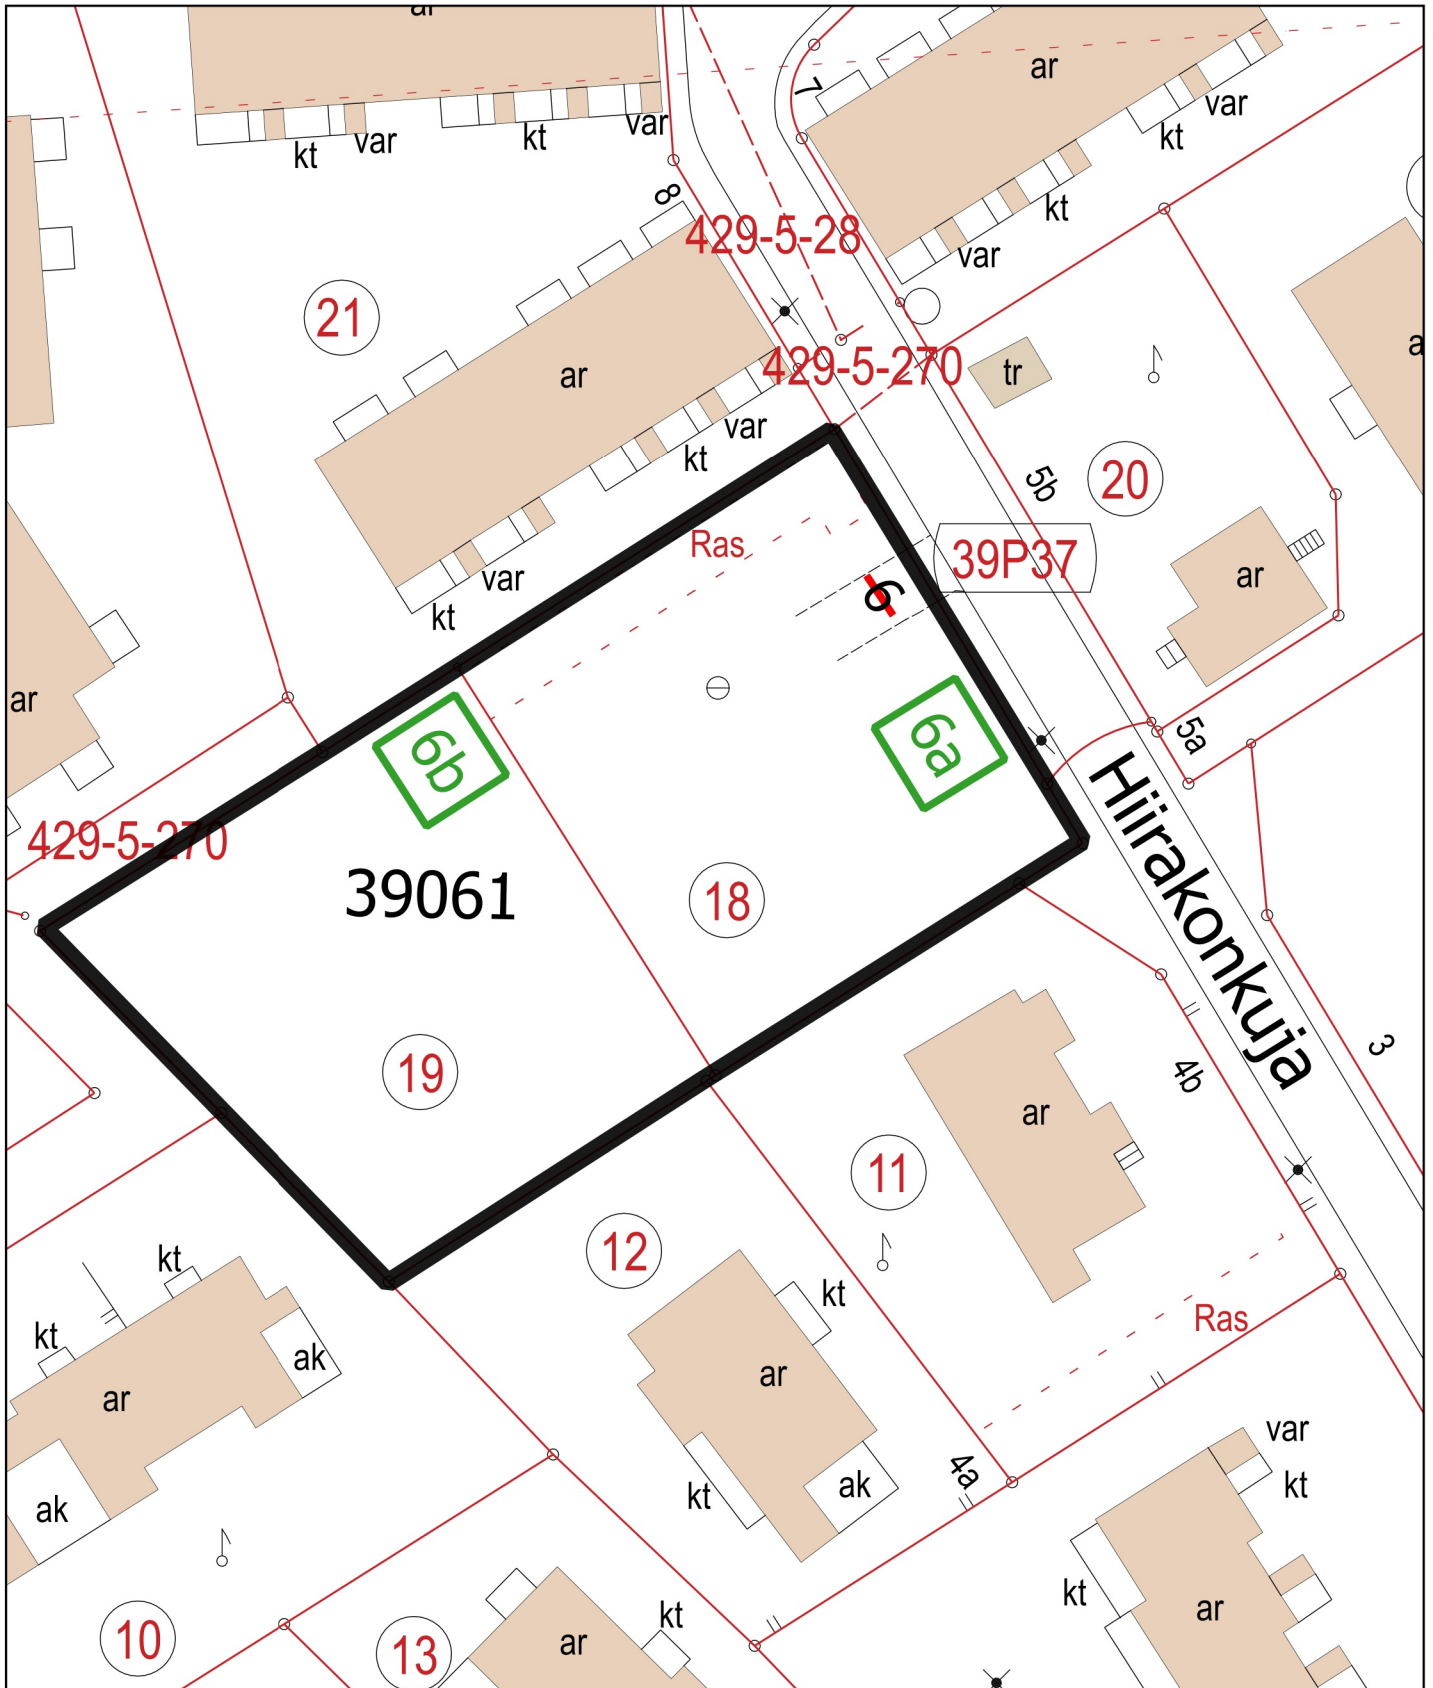 ar
ar
7
kt
var
kt
var
kt
var
8
kt
429-5-28
var
21
ar
429-5-270
tr
a
var
kt
5b
20
Ras
39P37
ar
var
6
kt
ar
6b
6a
5a
429-5-270
Hiirakonkuja
39061
18
3
19
4b
ar
11
12
kt
kt
kt
Ras
ak
ar
ar
var
4a
kt
ak
kt
ak
kt
kt
ar
10
13
ar